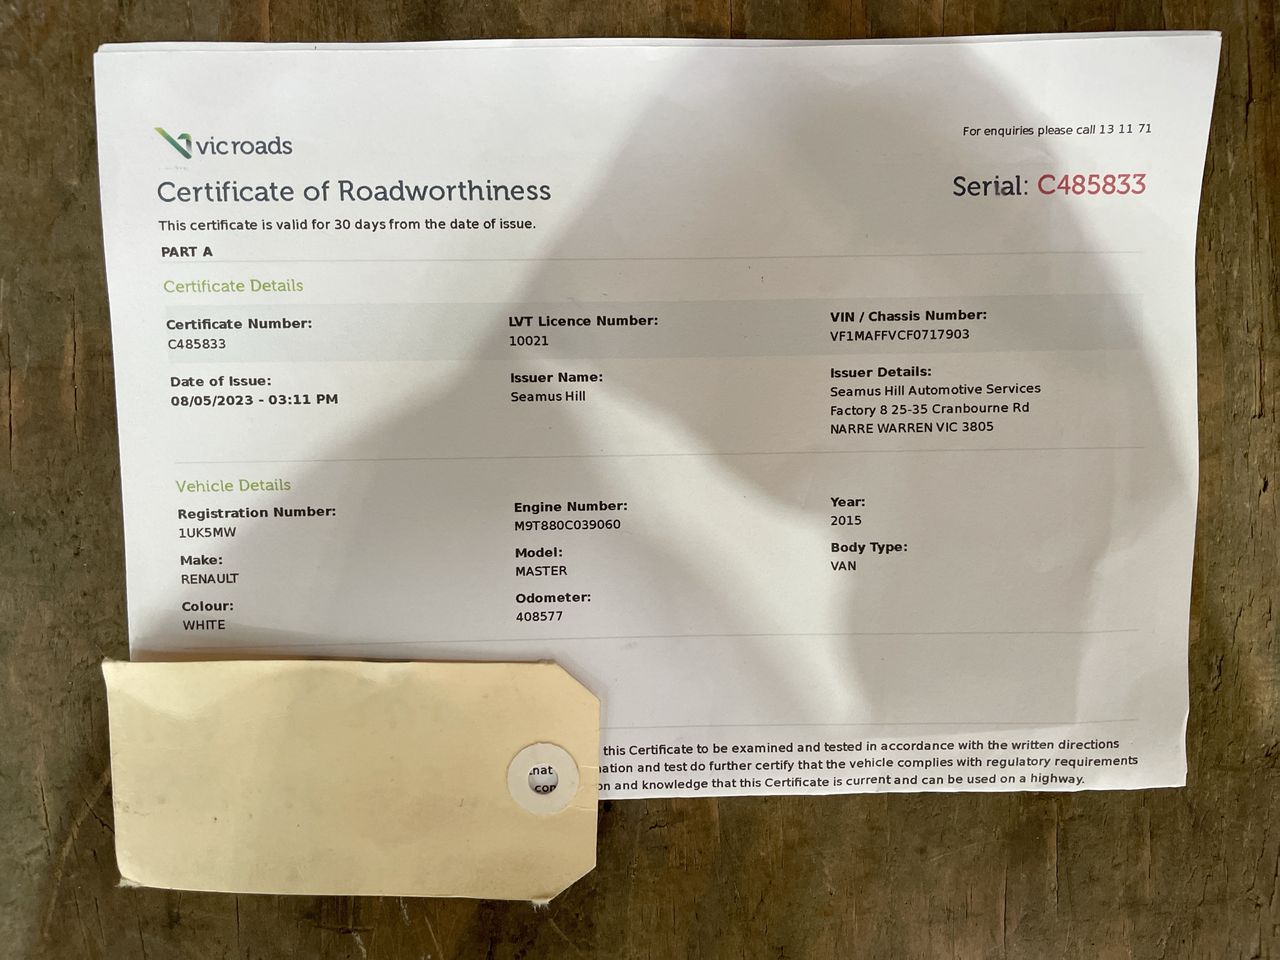 vicroads
For enquiries please call 13 11 71
Certificate of Roadworthiness
Serial: C485833
This certificate is valid for 30 days from the date of issue.
PART A
Certificate Details
Certificate Number:
C485833
LVT Licence Number:
10021
VIN / Chassis Number:
VF1MAFFVCF0717903
Date of Issue:
08/05/2023 - 03:11 PM
Issuer Name:
Seamus Hill
Issuer Details:
Seamus Hill Automotive Services
Factory 8 25-35 Cranbourne Rd
NARRE WARREN VIC 3805
Vehicle Details
Registration Number:
1UK5MW
Engine Number:
M9T880C039060
Year:
2015
Make:
RENAULT
Model:
MASTER
Body Type:
VAN
Colour:
WHITE
Odometer:
408577
this Certificate to be examined and tested in accordance with the written directions
and test do further certify that the vehicle complies with regulatory requirements
and knowledge that this Certificate is current and can be used on a highway.